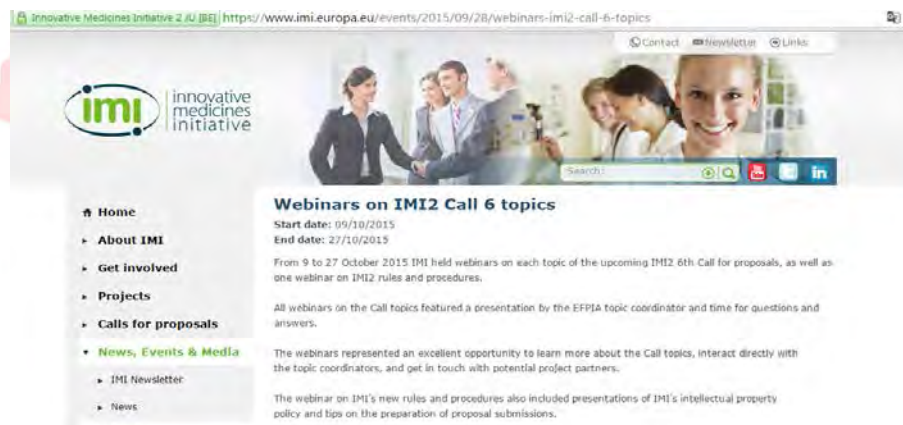 Innovative Medicines Initiative 2 JU [BE] https://www.imi.europa.eu/events/2015/09/28/webinars-imi2-call-6-topics
Contact Newsletter Links
imi innovative
medicines
initiative
Search:
in
Home
About IMI
Get involved
Projects
Calls for proposals
News, Events & Media
IMI Newsletter
News
Webinars on IMI2 Call 6 topics
Start date: 09/10/2015
End date: 27/10/2015
From 9 to 27 October 2015 IMI held webinars on each topic of the upcoming IMI2 6th Call for proposals, as well as
one webinar on IMI2 rules and procedures.
All webinars on the Call topics featured a presentation by the EFPIA topic coordinator and time for questions and
answers.
The webinars represented an excellent opportunity to learn more about the Call topics, interact directly with
the topic coordinators, and get in touch with potential project partners.
The webinar on IMI's new rules and procedures also included presentations of IMI's intellectual property
policy and tips on the preparation of proposal submissions.